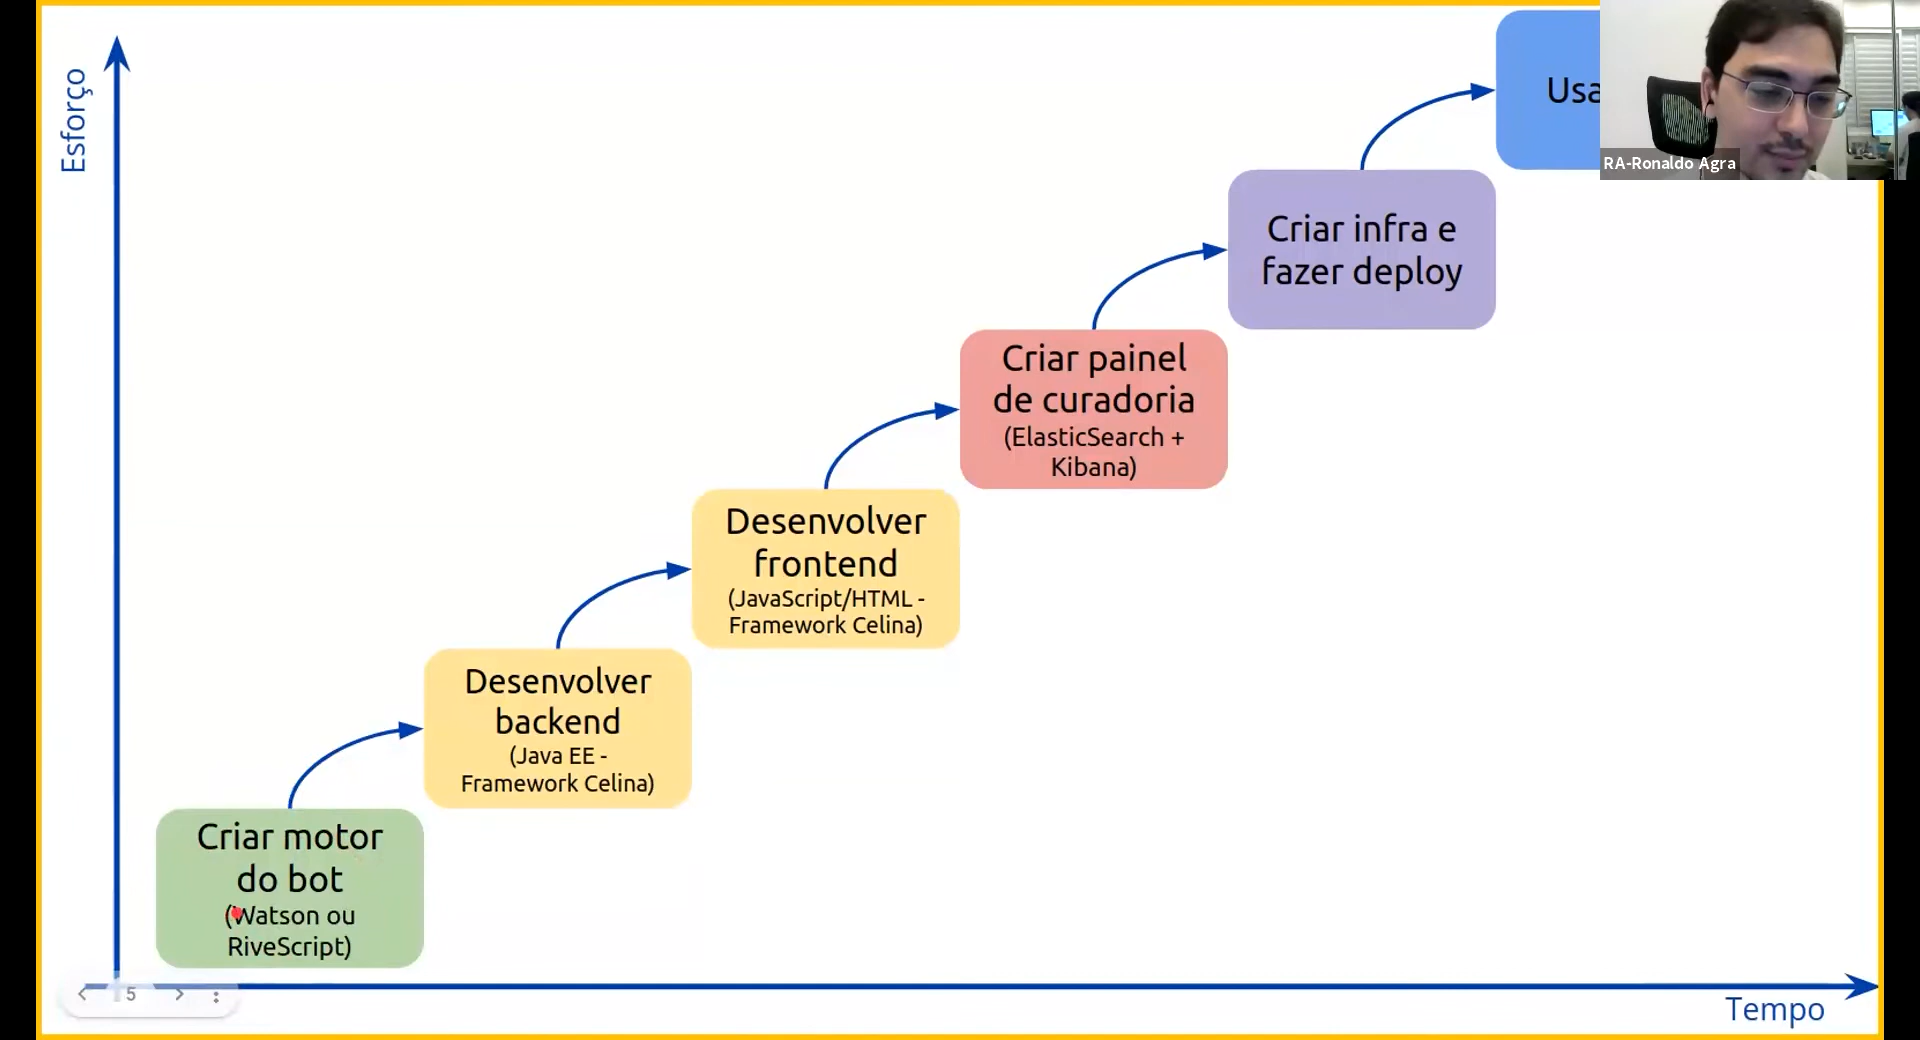 Esforço
RA-Ronaldo Agra
Criar infra e
fazer deploy
Criar painel
de curadoria
(ElasticSearch +
Kibana)
Desenvolver
frontend
(JavaScript/HTML -
Framework Celina)
Desenvolver
backend
(Java EE -
Framework Celina)
Criar motor
do bot
(Watson ou
RiveScript)
5
Tempo